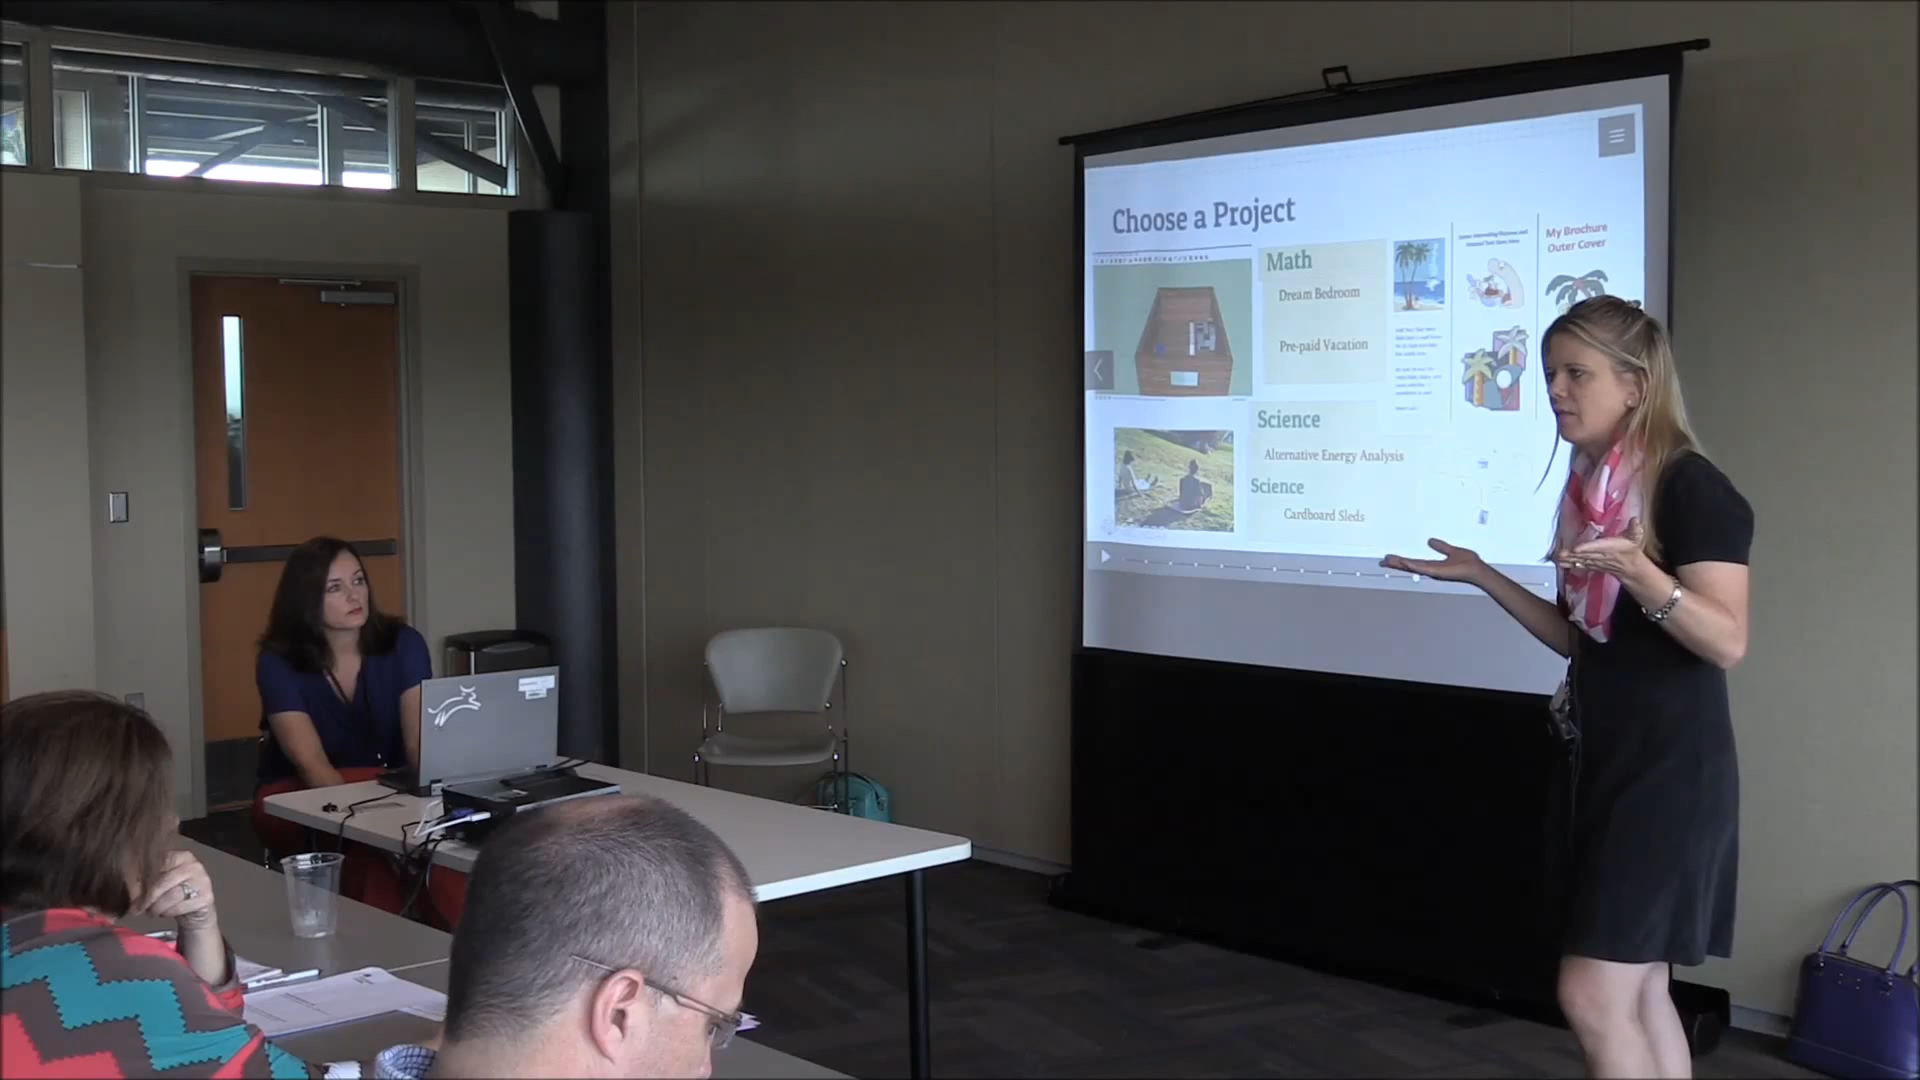 Choose a Project
Math
Dream Bedroom
Pre-paid Vacation
My Brochure
Outer Cover
Science
Alternative Energy Analysis
Science
Cardboard Sleds